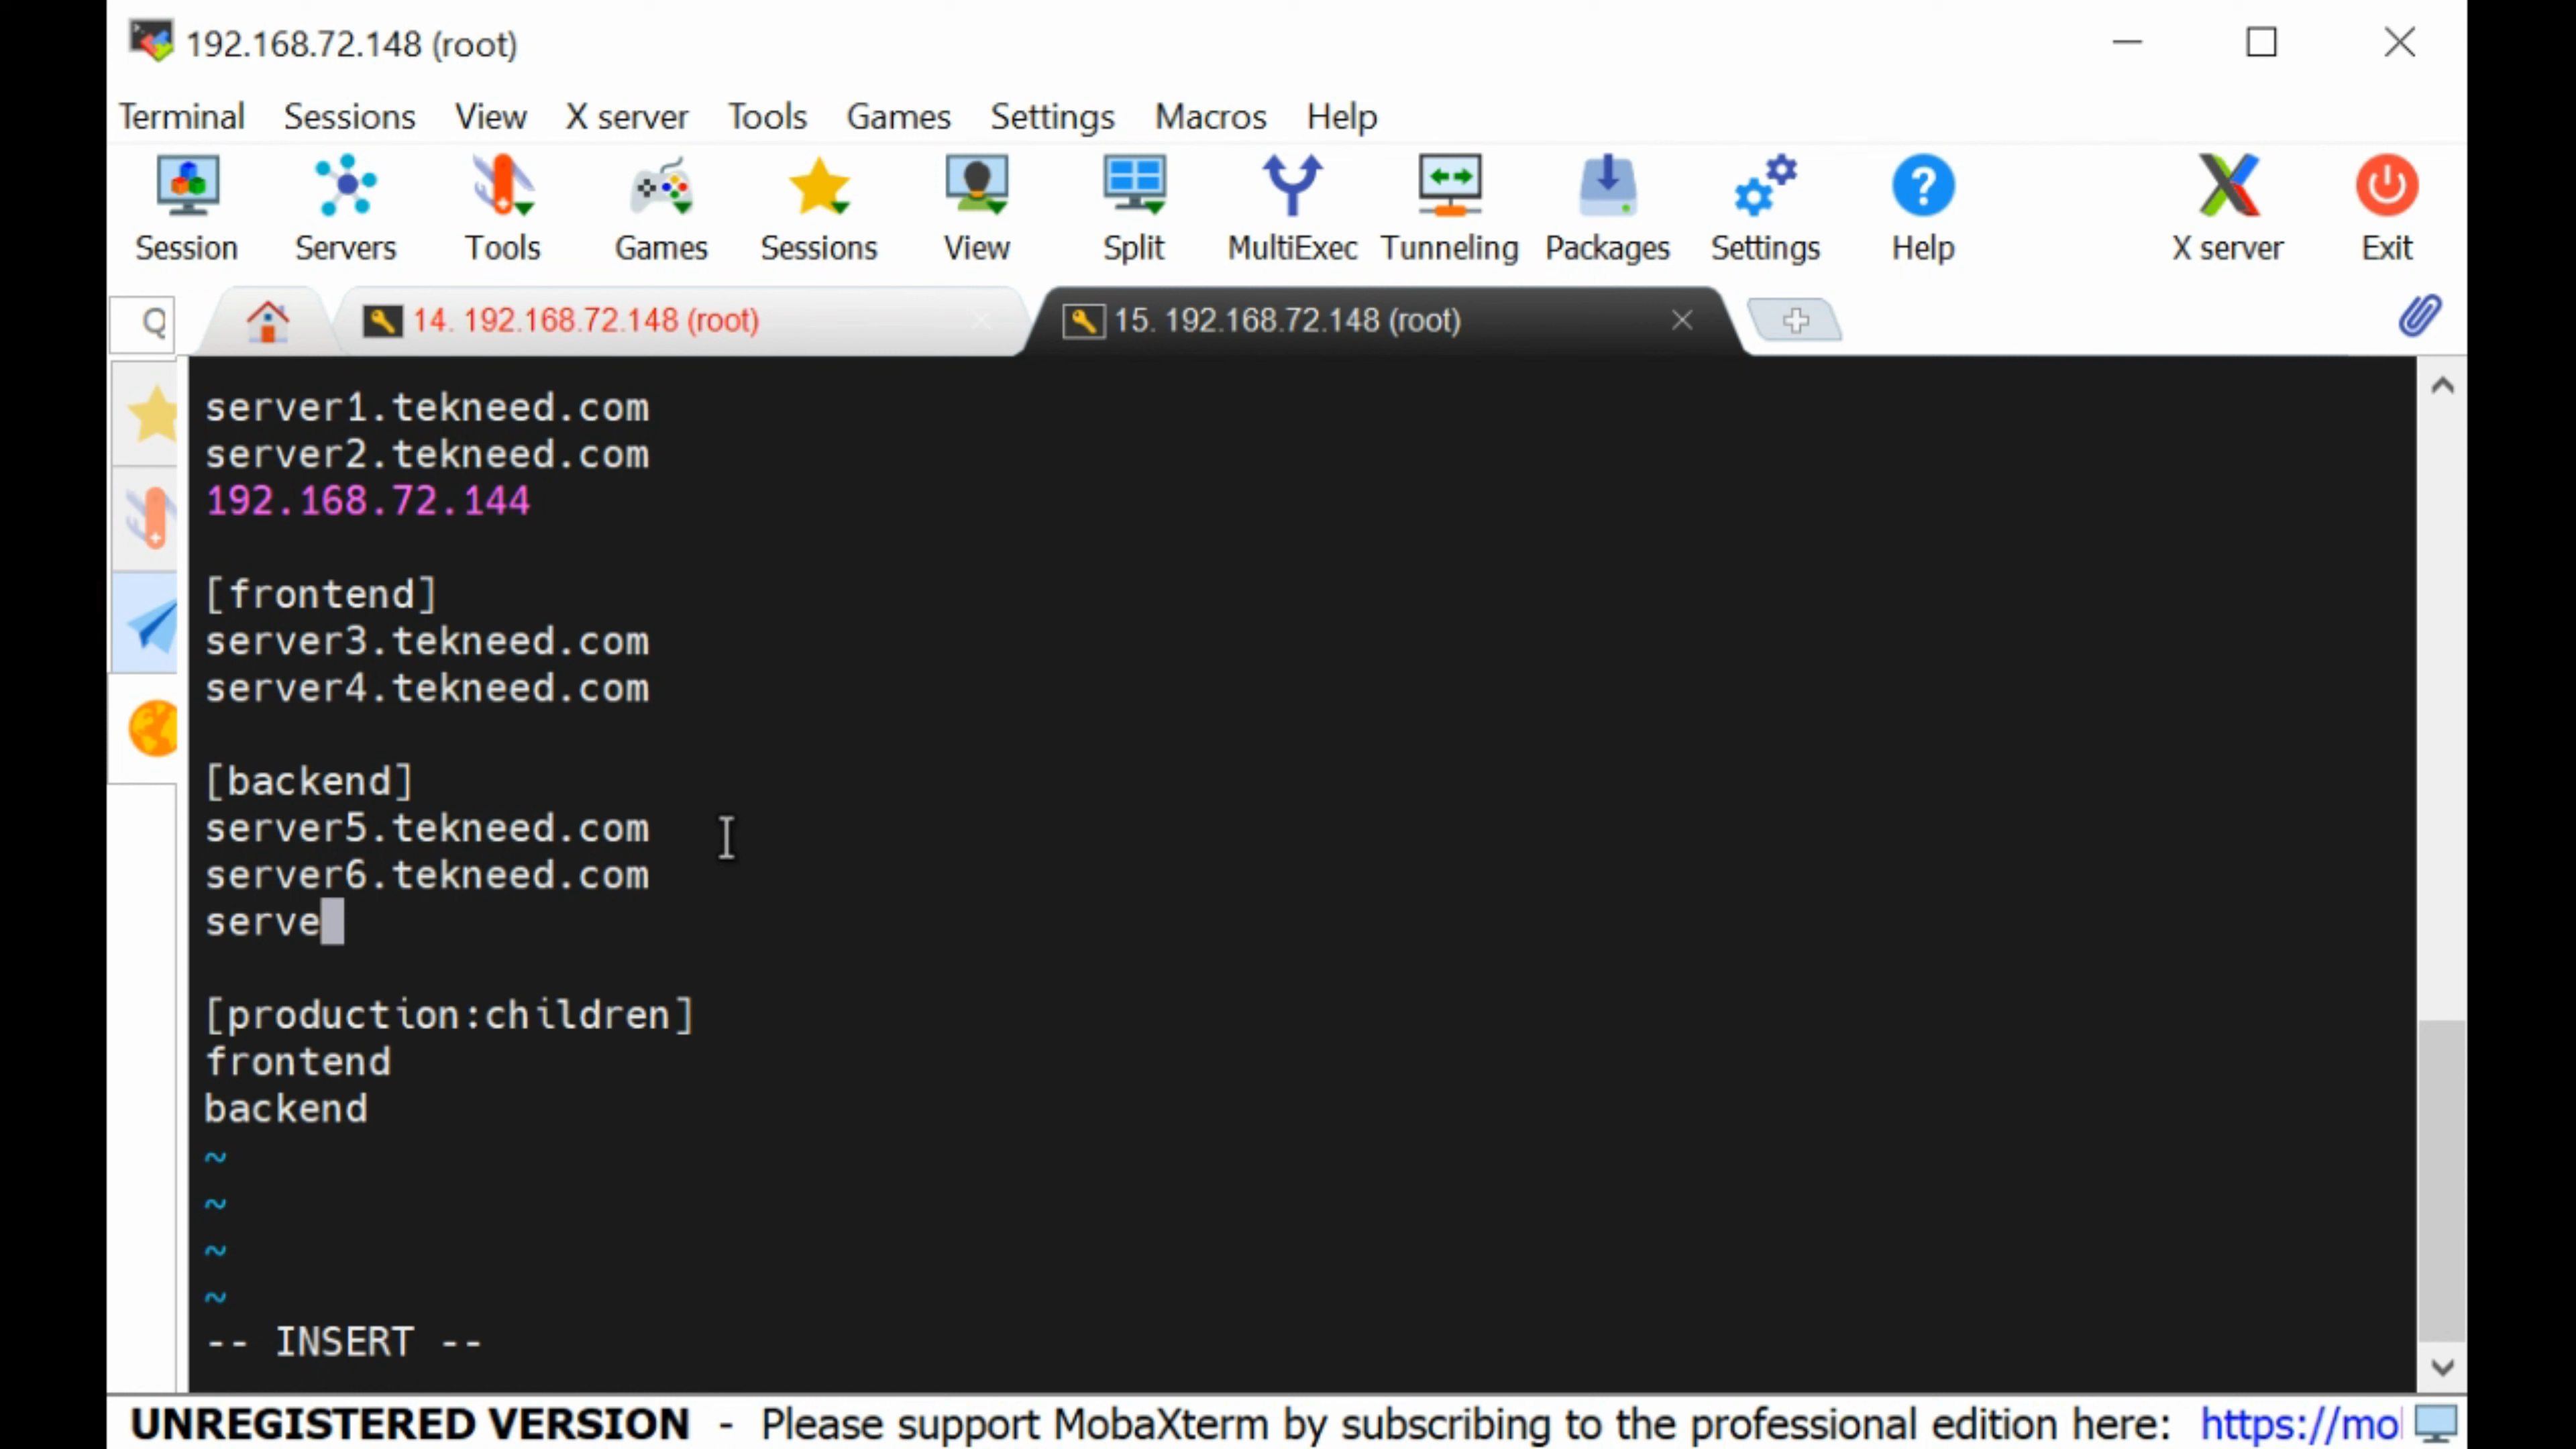 192.168.72.148 (root)
Terminal Sessions View X server Tools Games Settings Macros Help
Session Servers Tools Games Sessions View Split MultiExec Tunneling Packages Settings Help X server Exit
14. 192.168.72.148 (root)
15. 192.168.72.148 (root)
server1.tekneed.com
server2.tekneed.com
192.168.72.144
[frontend]
server3.tekneed.com
server4.tekneed.com
[backend]
server5.tekneed.com
server6.tekneed.com
serve
[production:children]
frontend
backend
~
~
~
~
-- INSERT --
UNREGISTERED VERSION - Please support MobaXterm by subscribing to the professional edition here: https://mo